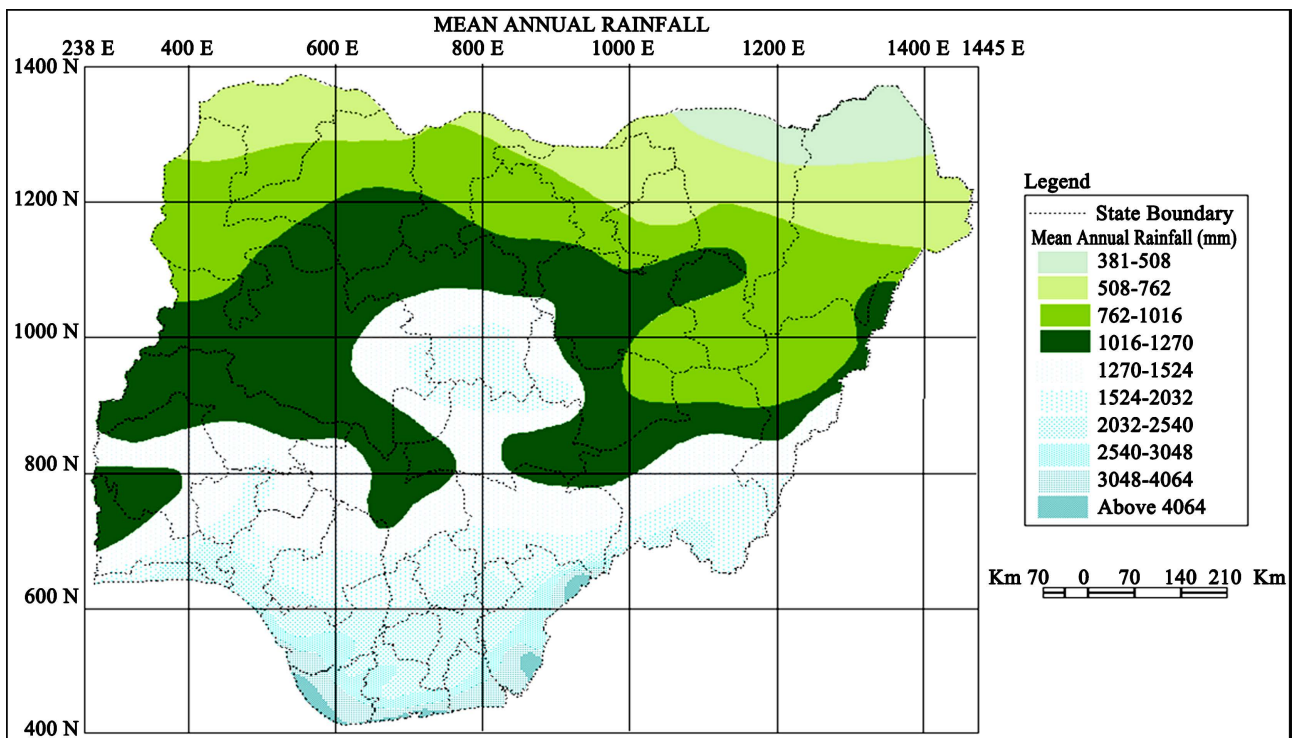 MEAN ANNUAL RAINFALL
238 E 400 E 600 E 800 E 1000 E 1200 E 1400 E 1445 E
1400 N
1200 N
1000 N
800 N
600 N
400 N
Legend
State Boundary
Mean Annual Rainfall (mm)
381-508
508-762
762-1016
1016-1270
1270-1524
1524-2032
2032-2540
2540-3048
3048-4064
Above 4064
Km 70 0 70 140 210 Km